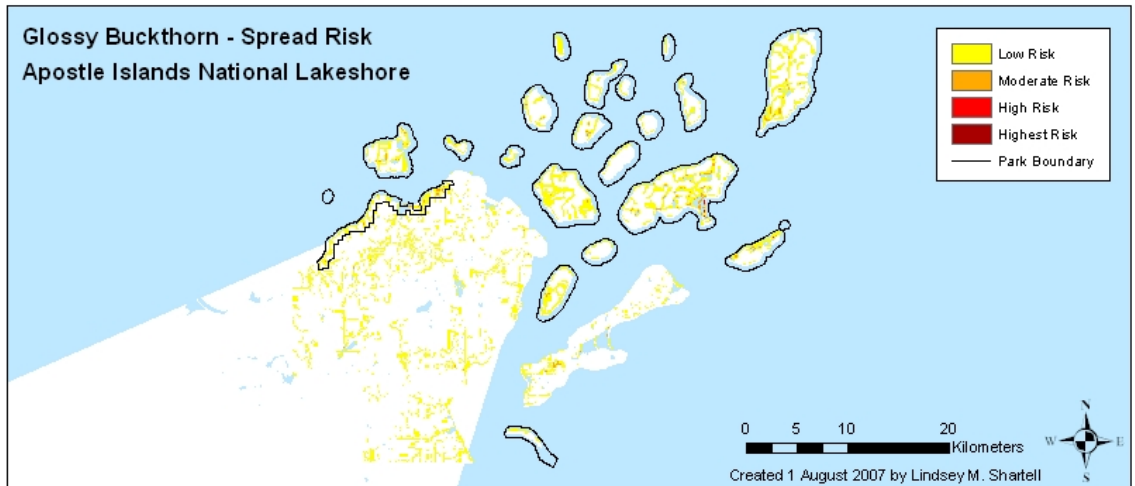 Glossy Buckthorn - Spread Risk
Apostle Islands National Lakeshore
Low Risk
Moderate Risk
High Risk
Highest Risk
Park Boundary
0 5 10 20
Kilometers
Created 1 August 2007 by Lindsey M. Shartell
N
W E
S